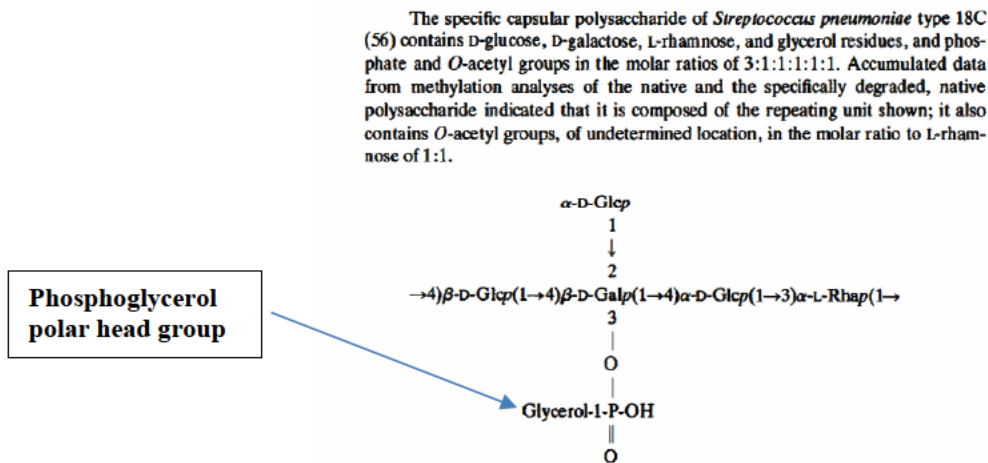 The specific capsular polysaccharide of Streptococcus pneumoniae type 18C
(56) contains D-glucose, D-galactose, L-rhamnose, and glycerol residues, and phos-
phate and O-acetyl groups in the molar ratios of 3:1:1:1:1:1. Accumulated data
from methylation analyses of the native and the specifically degraded, native
polysaccharide indicated that it is composed of the repeating unit shown; it also
contains O-acetyl groups, of undetermined location, in the molar ratio to L-rham-
nose of 1:1.
α-D-Glcp
1
↓
2
→4)β-D-Glcp(1→4)β-D-Galp(1→4)α-D-Glcp(1→3)α-L-Rhap(1→
3
|
O
|
Glycerol-1-P-OH
||
O
Phosphoglycerol
polar head group